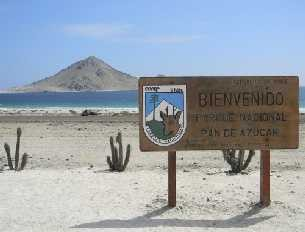 BIENVENIDO
PARQUE NACIONAL
PAN DE AZUCAR